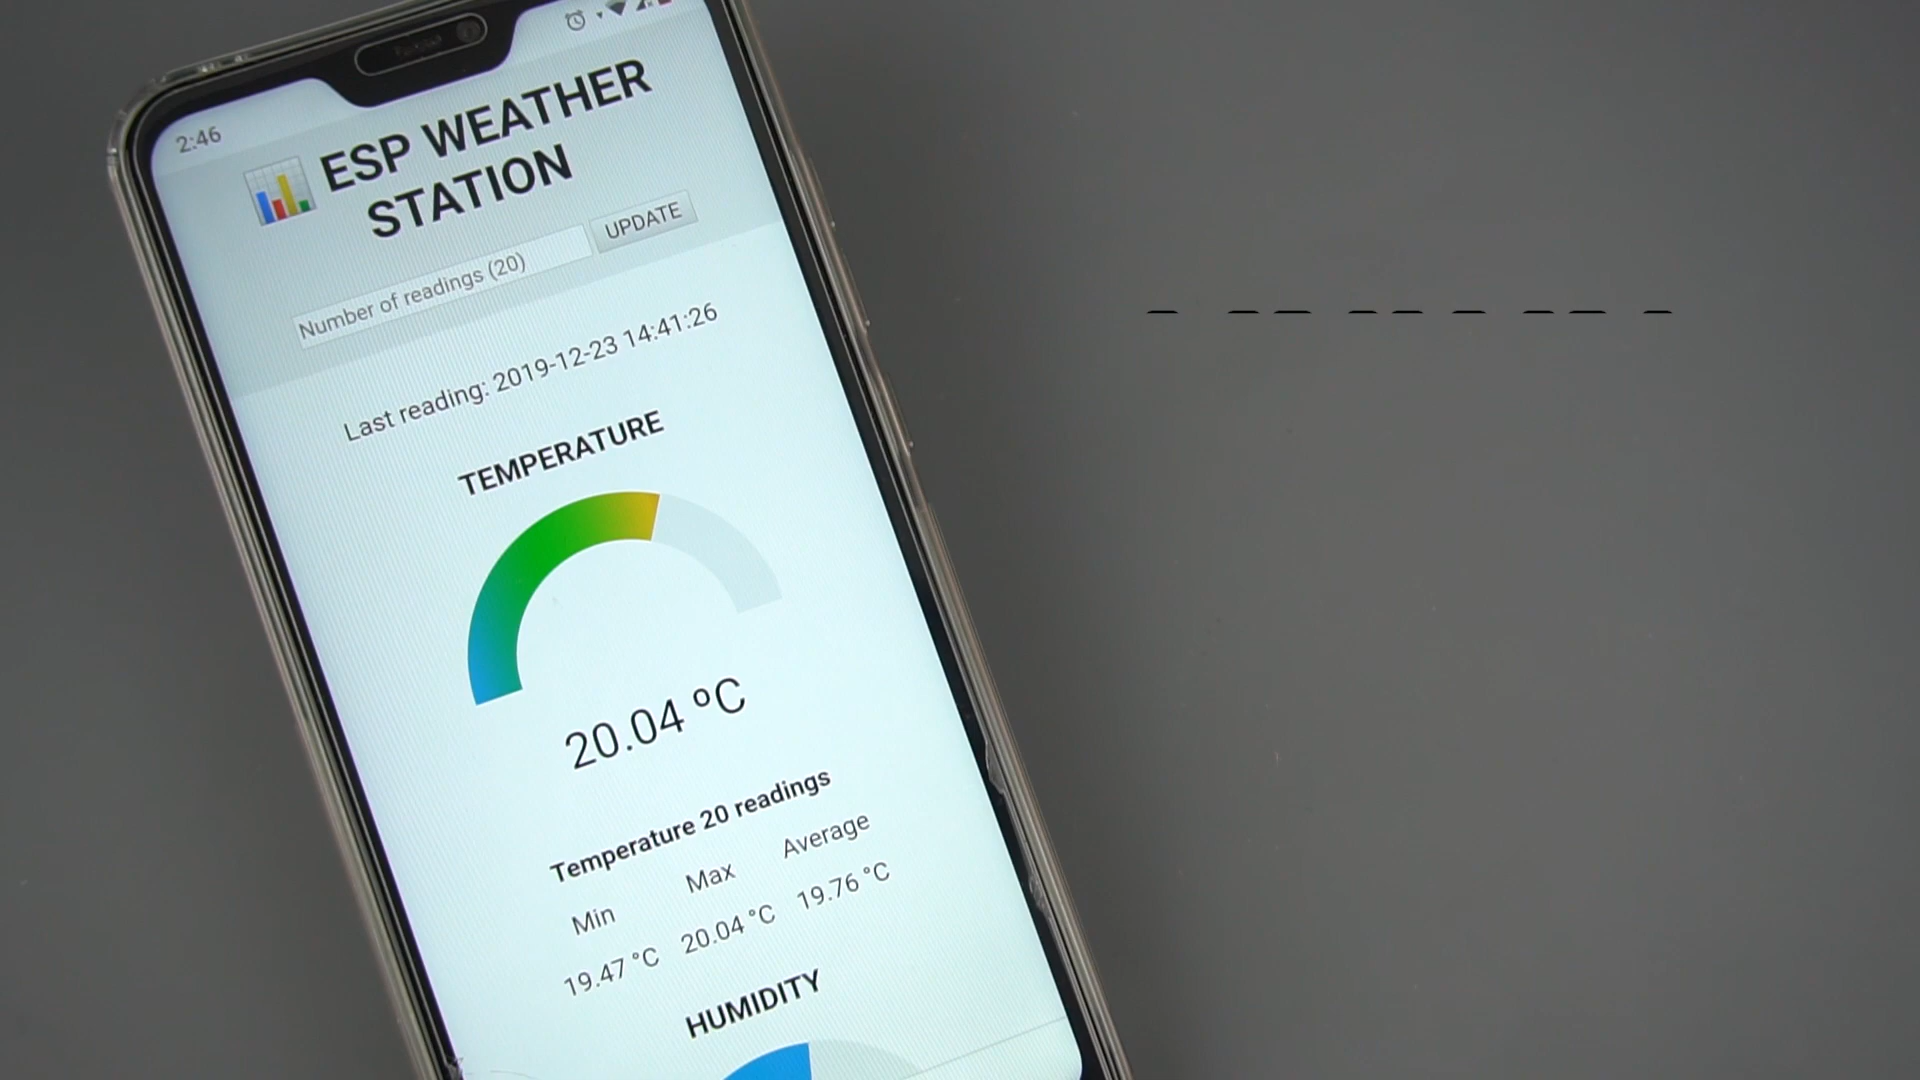 2:46
ESP WEATHER
STATION
Number of readings (20)
UPDATE
Last reading: 2019-12-23 14:41:26
TEMPERATURE
20.04 ºC
Temperature 20 readings
Min Max Average
19.47 °C 20.04 °C 19.76 °C
HUMIDITY